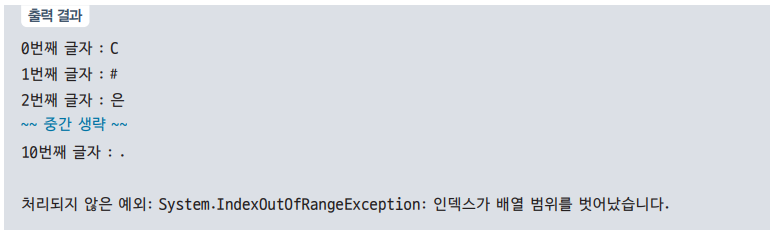 출력 결과
0번째 글자 : C
1번째 글자 : #
2번째 글자 : 은
~~ 중간 생략 ~~
10번째 글자 : .
처리되지 않은 예외: System.IndexOutOfRangeException: 인덱스가 배열 범위를 벗어났습니다.